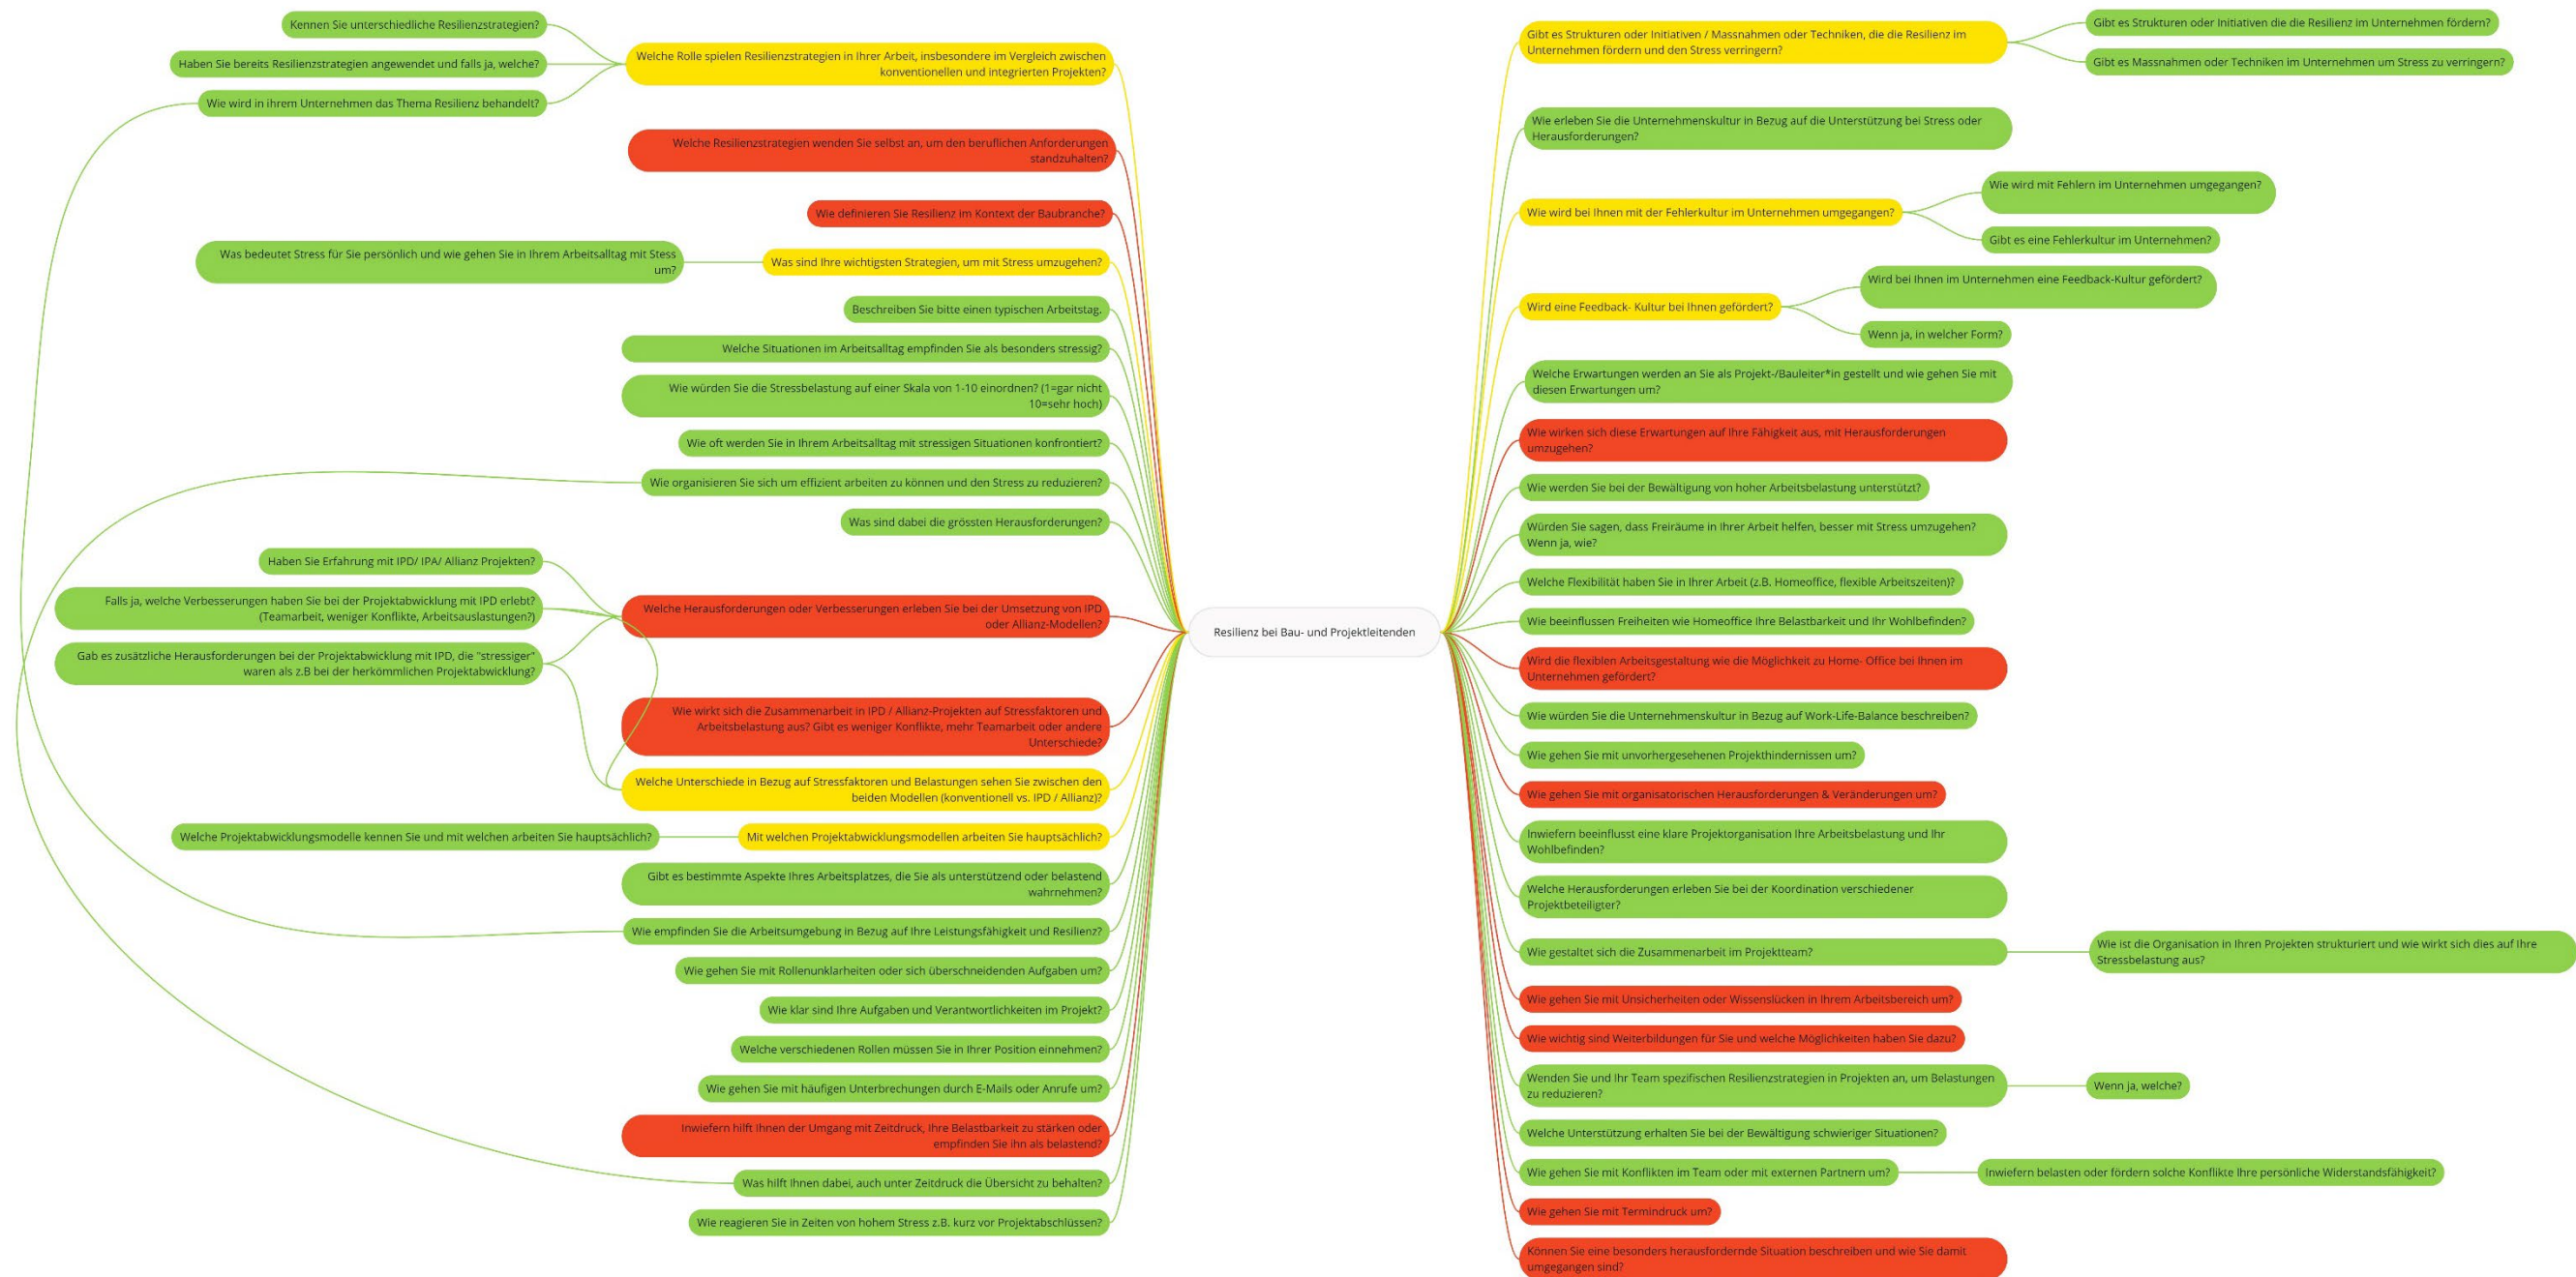 Kennen Sie unterschiedliche Resilienzstrategien?
Haben Sie bereits Resilienzstrategien angewendet und falls ja, welche?
Wie wird in ihrem Unternehmen das Thema Resilienz behandelt?
Welche Rolle spielen Resilienzstrategien in Ihrer Arbeit, insbesondere im Vergleich zwischen
konventionellen und integrierten Projekten?
Welche Resilienzstrategien wenden Sie selbst an, um den beruflichen Anforderungen
standzuhalten?
Wie definieren Sie Resilienz im Kontext der Baubranche?
Was bedeutet Stress für Sie persönlich und wie gehen Sie in Ihrem Arbeitsalltag mit Stess
um?
Was sind Ihre wichtigsten Strategien, um mit Stress umzugehen?
Beschreiben Sie bitte einen typischen Arbeitstag.
Welche Situationen im Arbeitsalltag empfinden Sie als besonders stressig?
Wie würden Sie die Stressbelastung auf einer Skala von 1-10 einordnen? (1=gar nicht
10=sehr hoch)
Wie oft werden Sie in Ihrem Arbeitsalltag mit stressigen Situationen konfrontiert?
Wie organisieren Sie sich um effizient arbeiten zu können und den Stress zu reduzieren?
Was sind dabei die grössten Herausforderungen?
Haben Sie Erfahrung mit IPD/ IPA/ Allianz Projekten?
Falls ja, welche Verbesserungen haben Sie bei der Projektabwicklung mit IPD erlebt?
(Teamarbeit, weniger Konflikte, Arbeitsauslastungen?)
Gab es zusätzliche Herausforderungen bei der Projektabwicklung mit IPD, die "stressiger"
waren als z.B bei der herkömmlichen Projektabwicklung?
Welche Herausforderungen oder Verbesserungen erleben Sie bei der Umsetzung von IPD
oder Allianz-Modellen?
Wie wirkt sich die Zusammenarbeit in IPD / Allianz-Projekten auf Stressfaktoren und
Arbeitsbelastung aus? Gibt es weniger Konflikte, mehr Teamarbeit oder andere
Unterschiede?
Welche Unterschiede in Bezug auf Stressfaktoren und Belastungen sehen Sie zwischen den
beiden Modellen (konventionell vs. IPD / Allianz)?
Welche Projektabwicklungsmodelle kennen Sie und mit welchen arbeiten Sie hauptsächlich?
Mit welchen Projektabwicklungsmodellen arbeiten Sie hauptsächlich?
Gibt es bestimmte Aspekte Ihres Arbeitsplatzes, die Sie als unterstützend oder belastend
wahrnehmen?
Wie empfinden Sie die Arbeitsumgebung in Bezug auf Ihre Leistungsfähigkeit und Resilienz?
Wie gehen Sie mit Rollenunklarheiten oder sich überschneidenden Aufgaben um?
Wie klar sind Ihre Aufgaben und Verantwortlichkeiten im Projekt?
Welche verschiedenen Rollen müssen Sie in Ihrer Position einnehmen?
Wie gehen Sie mit häufigen Unterbrechungen durch E-Mails oder Anrufe um?
Inwiefern hilft Ihnen der Umgang mit Zeitdruck, Ihre Belastbarkeit zu stärken oder
empfinden Sie ihn als belastend?
Was hilft Ihnen dabei, auch unter Zeitdruck die Übersicht zu behalten?
Wie reagieren Sie in Zeiten von hohem Stress z.B. kurz vor Projektabschlüssen?
Resilienz bei Bau- und Projektleitenden
Gibt es Strukturen oder Initiativen / Massnahmen oder Techniken, die die Resilienz im
Unternehmen fördern und den Stress verringern?
Gibt es Strukturen oder Initiativen die die Resilienz im Unternehmen fördern?
Gibt es Massnahmen oder Techniken im Unternehmen um Stress zu verringern?
Wie erleben Sie die Unternehmenskultur in Bezug auf die Unterstützung bei Stress oder
Herausforderungen?
Wie wird bei Ihnen mit der Fehlerkultur im Unternehmen umgegangen?
Wie wird mit Fehlern im Unternehmen umgegangen?
Gibt es eine Fehlerkultur im Unternehmen?
Wird eine Feedback- Kultur bei Ihnen gefördert?
Wird bei Ihnen im Unternehmen eine Feedback-Kultur gefördert?
Wenn ja, in welcher Form?
Welche Erwartungen werden an Sie als Projekt-/Bauleiter*in gestellt und wie gehen Sie mit
diesen Erwartungen um?
Wie wirken sich diese Erwartungen auf Ihre Fähigkeit aus, mit Herausforderungen
umzugehen?
Wie werden Sie bei der Bewältigung von hoher Arbeitsbelastung unterstützt?
Würden Sie sagen, dass Freiräume in Ihrer Arbeit helfen, besser mit Stress umzugehen?
Wenn ja, wie?
Welche Flexibilität haben Sie in Ihrer Arbeit (z.B. Homeoffice, flexible Arbeitszeiten)?
Wie beeinflussen Freiheiten wie Homeoffice Ihre Belastbarkeit und Ihr Wohlbefinden?
Wird die flexiblen Arbeitsgestaltung wie die Möglichkeit zu Home- Office bei Ihnen im
Unternehmen gefördert?
Wie würden Sie die Unternehmenskultur in Bezug auf Work-Life-Balance beschreiben?
Wie gehen Sie mit unvorhergesehenen Projekthindernissen um?
Wie gehen Sie mit organisatorischen Herausforderungen & Veränderungen um?
Inwiefern beeinflusst eine klare Projektorganisation Ihre Arbeitsbelastung und Ihr
Wohlbefinden?
Welche Herausforderungen erleben Sie bei der Koordination verschiedener
Projektbeteiligter?
Wie gestaltet sich die Zusammenarbeit im Projektteam?
Wie ist die Organisation in Ihren Projekten strukturiert und wie wirkt sich dies auf Ihre
Stressbelastung aus?
Wie gehen Sie mit Unsicherheiten oder Wissenslücken in Ihrem Arbeitsbereich um?
Wie wichtig sind Weiterbildungen für Sie und welche Möglichkeiten haben Sie dazu?
Wenden Sie und Ihr Team spezifischen Resilienzstrategien in Projekten an, um Belastungen
zu reduzieren?
Wenn ja, welche?
Welche Unterstützung erhalten Sie bei der Bewältigung schwieriger Situationen?
Wie gehen Sie mit Konflikten im Team oder mit externen Partnern um?
Inwiefern belasten oder fördern solche Konflikte Ihre persönliche Widerstandsfähigkeit?
Wie gehen Sie mit Termindruck um?
Können Sie eine besonders herausfordernde Situation beschreiben und wie Sie damit
umgegangen sind?